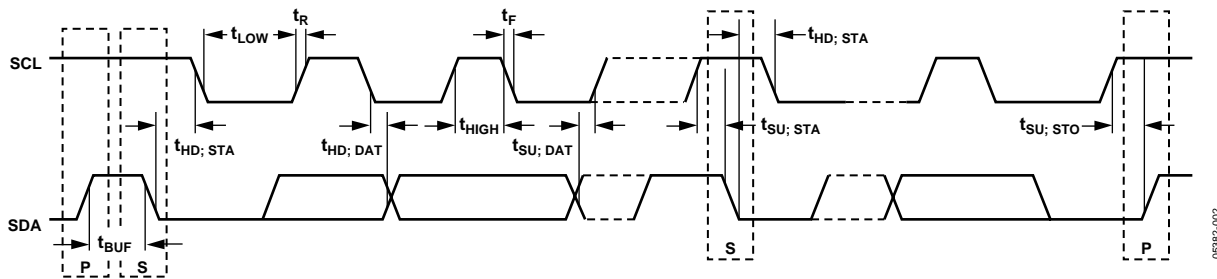 tR
tF
tLOW
tHD; STA
SCL
tHD; STA
tHD; DAT
tHIGH
tSU; DAT
tSU; STA
tSU; STO
SDA
tBUF
P
S
S
P
05382-002